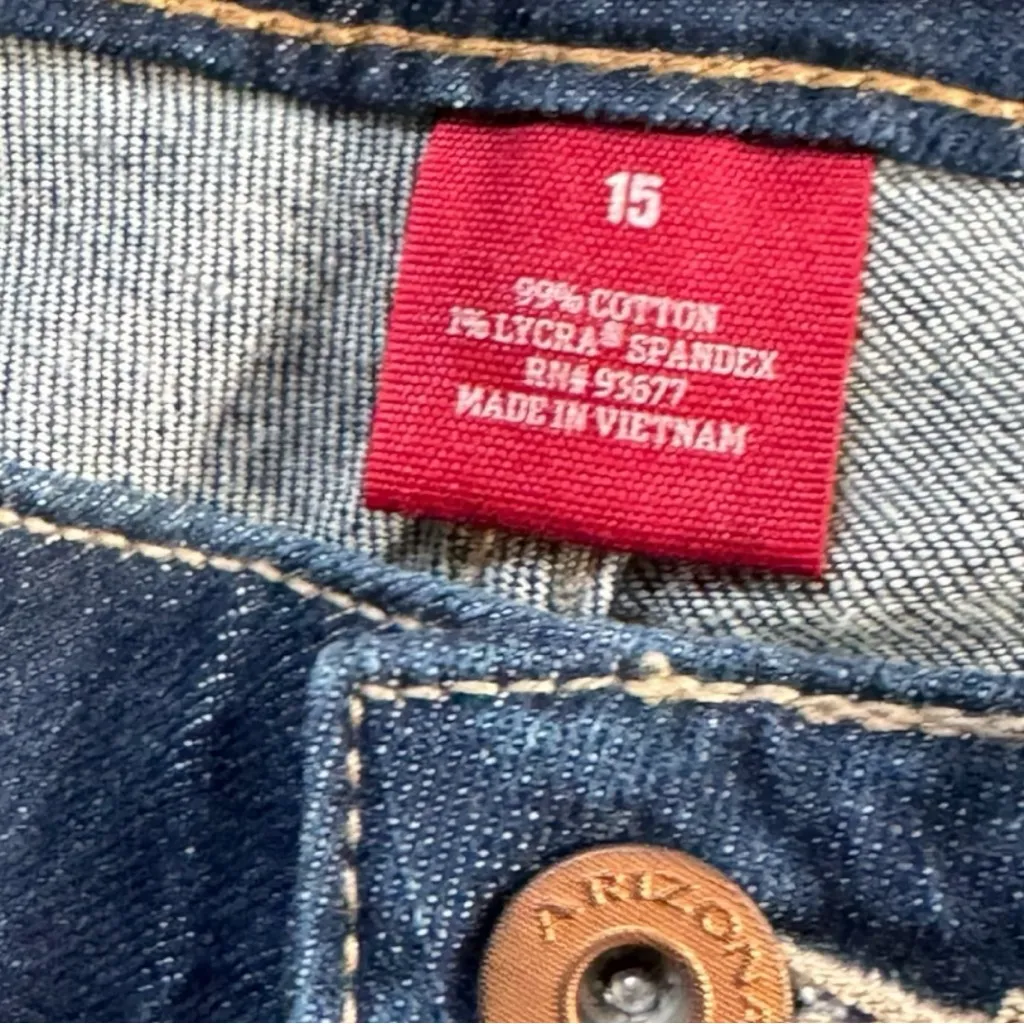 15
99% COTTON
1% LYCRA® SPANDEX
RN# 93677
MADE IN VIETNAM
ARIZONA